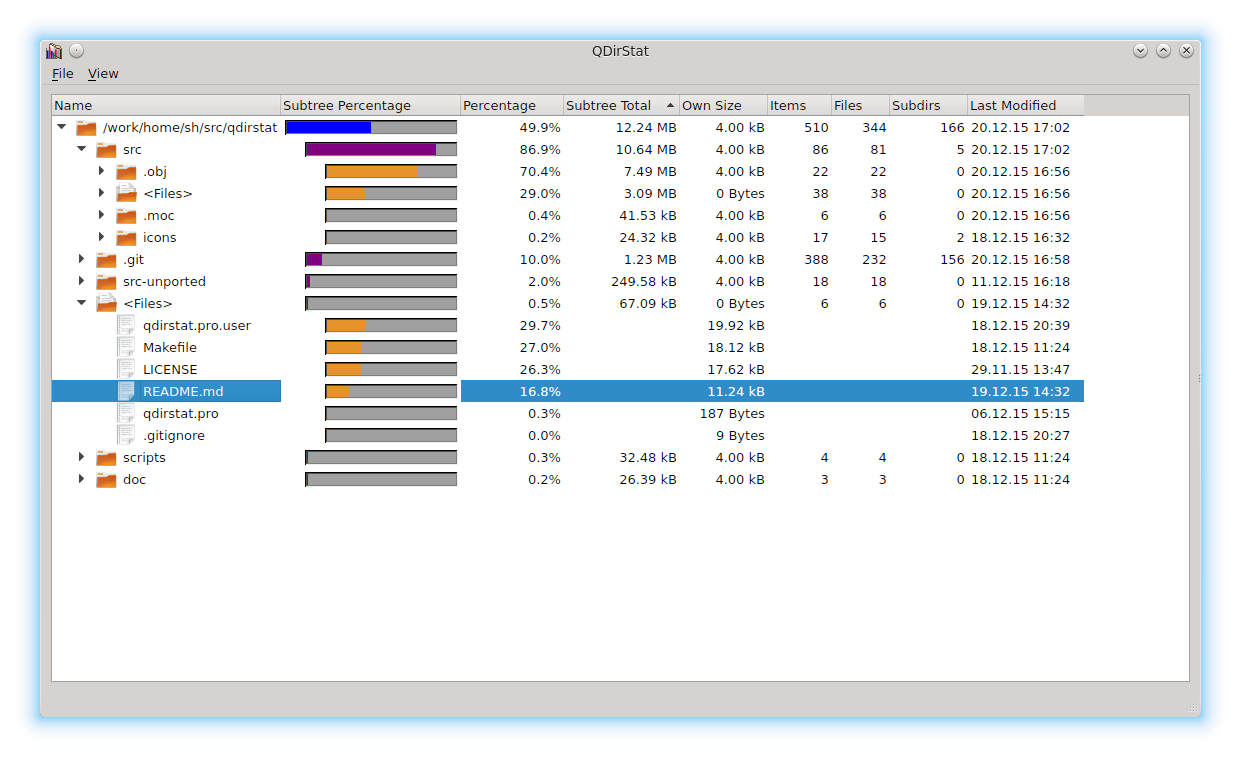 QDirStat
File View
Name Subtree Percentage Percentage Subtree Total Own Size Items Files Subdirs Last Modified
/work/home/sh/src/qdirstat 49.9% 12.24 MB 4.00 kB 510 344 166 20.12.15 17:02
src 86.9% 10.64 MB 4.00 kB 86 81 5 20.12.15 17:02
.obj 70.4% 7.49 MB 4.00 kB 22 22 0 20.12.15 16:56
<Files> 29.0% 3.09 MB 0 Bytes 38 38 0 20.12.15 16:56
.moc 0.4% 41.53 kB 4.00 kB 6 6 0 20.12.15 16:56
icons 0.2% 24.32 kB 4.00 kB 17 15 2 18.12.15 16:32
.git 10.0% 1.23 MB 4.00 kB 388 232 156 20.12.15 16:58
src-unported 2.0% 249.58 kB 4.00 kB 18 18 0 11.12.15 16:18
<Files> 0.5% 67.09 kB 0 Bytes 6 6 0 19.12.15 14:32
qdirstat.pro.user 29.7% 19.92 kB 18.12.15 20:39
Makefile 27.0% 18.12 kB 18.12.15 11:24
LICENSE 26.3% 17.62 kB 29.11.15 13:47
README.md 16.8% 11.24 kB 19.12.15 14:32
qdirstat.pro 0.3% 187 Bytes 06.12.15 15:15
.gitignore 0.0% 9 Bytes 18.12.15 20:27
scripts 0.3% 32.48 kB 4.00 kB 4 4 0 18.12.15 11:24
doc 0.2% 26.39 kB 4.00 kB 3 3 0 18.12.15 11:24